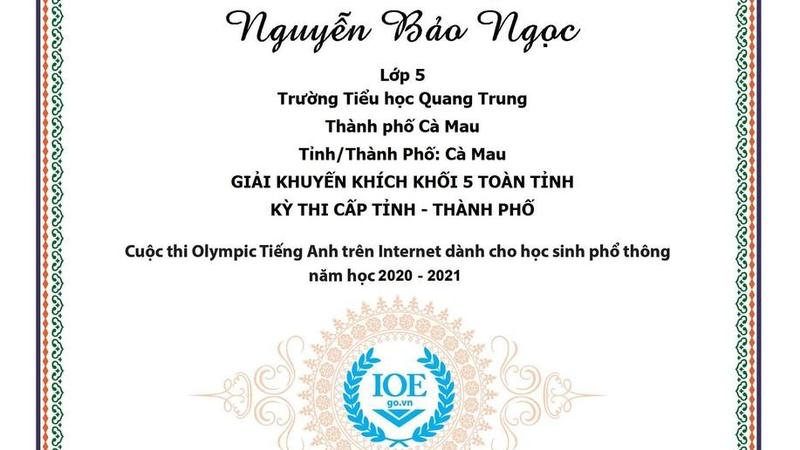 Nguyễn Bảo Ngọc
Lớp 5
Trường Tiểu học Quang Trung
Thành phố Cà Mau
Tỉnh/Thành Phố: Cà Mau
GIẢI KHUYẾN KHÍCH KHỐI 5 TOÀN TỈNH
KỲ THI CẤP TỈNH - THÀNH PHỐ
Cuộc thi Olympic Tiếng Anh trên Internet dành cho học sinh phổ thông
năm học 2020 - 2021
IOE
go.vn